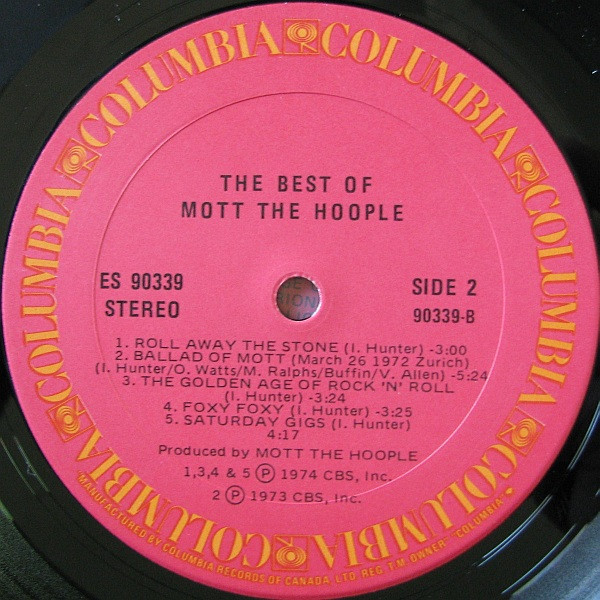 COLUMBIA COLUMBIA COLUMBIA COLUMBIA COLUMBIA COLUMBIA
THE BEST OF
MOTT THE HOOPLE
ES 90339
STEREO
SIDE 2
90339-B
1. ROLL AWAY THE STONE (I. Hunter) -3:00
2. BALLAD OF MOTT (March 26 1972 Zurich)
(I. Hunter/O. Watts/M. Ralphs/Buffin/V. Allen) -5:24
3. THE GOLDEN AGE OF ROCK 'N' ROLL
(I. Hunter) -3:24
4. FOXY FOXY (I. Hunter) -3:25
5. SATURDAY GIGS (I. Hunter)
4:17
Produced by MOTT THE HOOPLE
1,3,4 & 5 Ⓟ 1974 CBS, Inc.
2 Ⓟ 1973 CBS, Inc.
MANUFACTURED BY COLUMBIA RECORDS OF CANADA, LTD. REG. T.M. OWNER-"COLUMBIA"